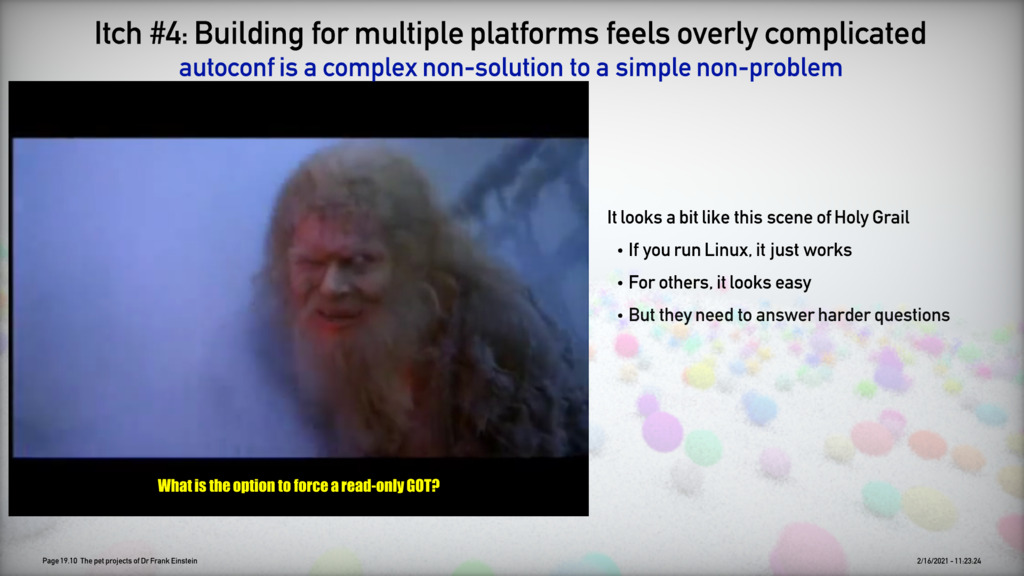 Itch #4: Building for multiple platforms feels overly complicated
autoconf is a complex non-solution to a simple non-problem
It looks a bit like this scene of Holy Grail
• If you run Linux, it just works
• For others, it looks easy
• But they need to answer harder questions
What is the option to force a read-only GOT?
Page 19.10 The pet projects of Dr Frank Einstein
2/16/2021 - 11:23:24